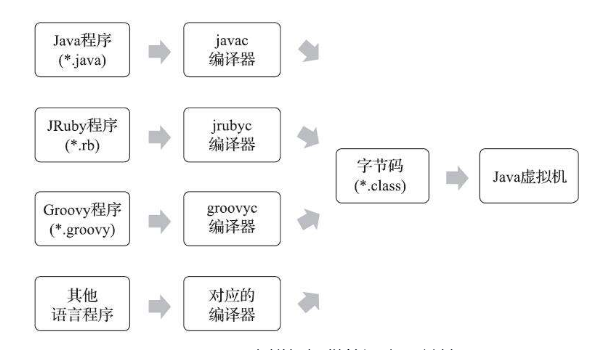 Java程序
(*.java)
javac
编译器
JRuby程序
(*.rb)
jrubyc
编译器
字节码
(*.class)
Java虚拟机
Groovy程序
(*.groovy)
groovyc
编译器
其他
语言程序
对应的
编译器